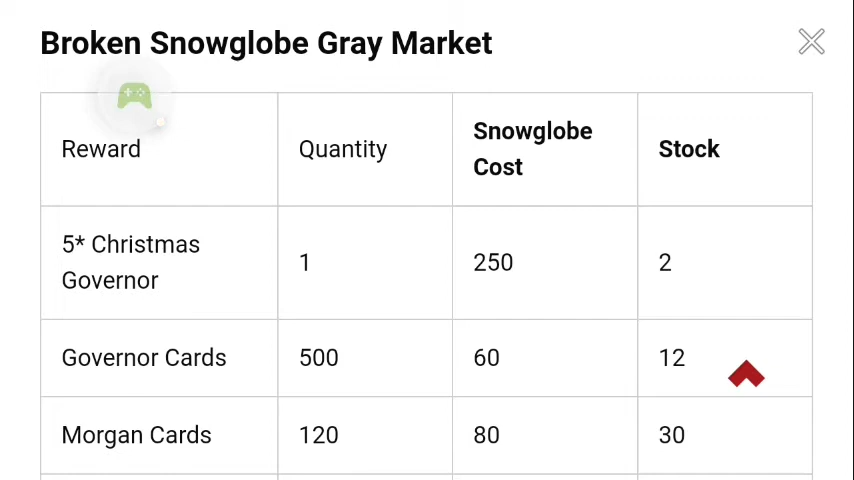 Broken Snowglobe Gray Market
Reward Quantity Snowglobe Cost Stock
5* Christmas Governor 1 250 2
Governor Cards 500 60 12
Morgan Cards 120 80 30